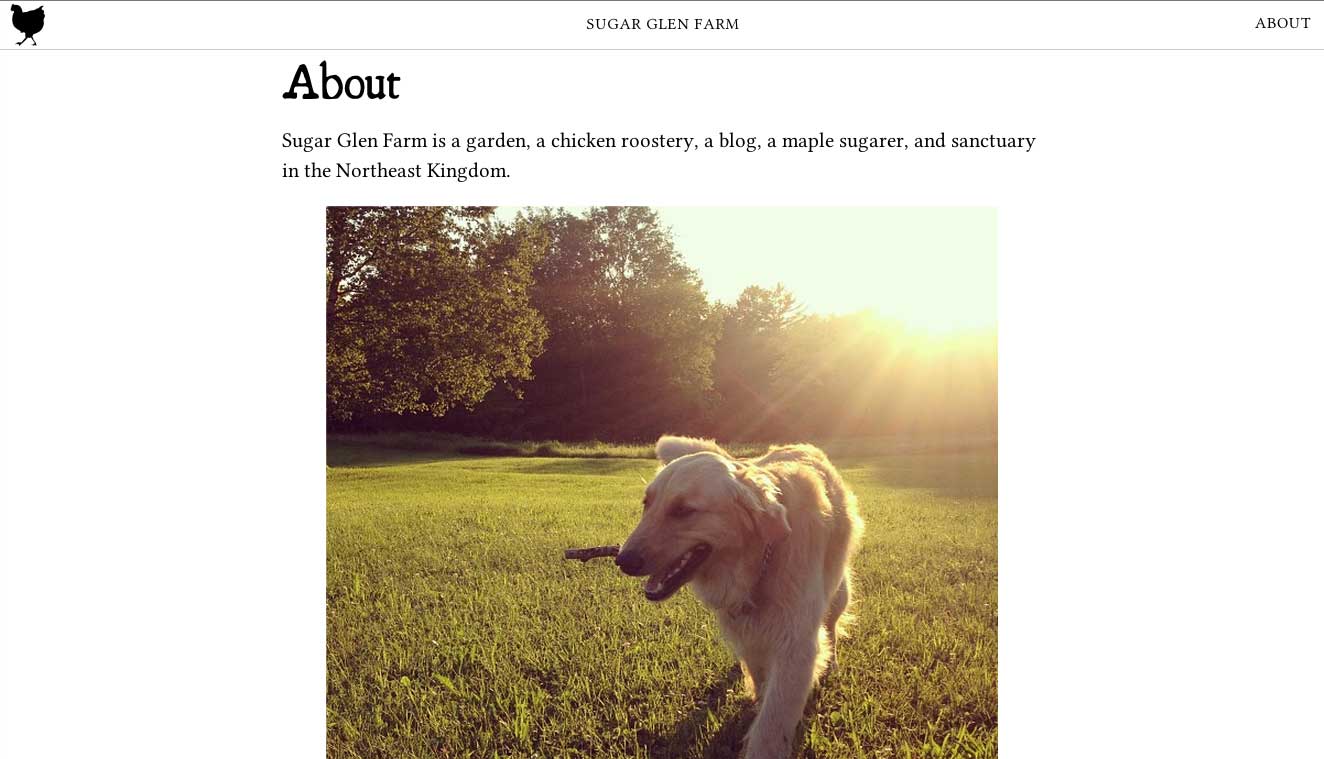 SUGAR GLEN FARM
ABOUT
About
Sugar Glen Farm is a garden, a chicken roostery, a blog, a maple sugarer, and sanctuary
in the Northeast Kingdom.